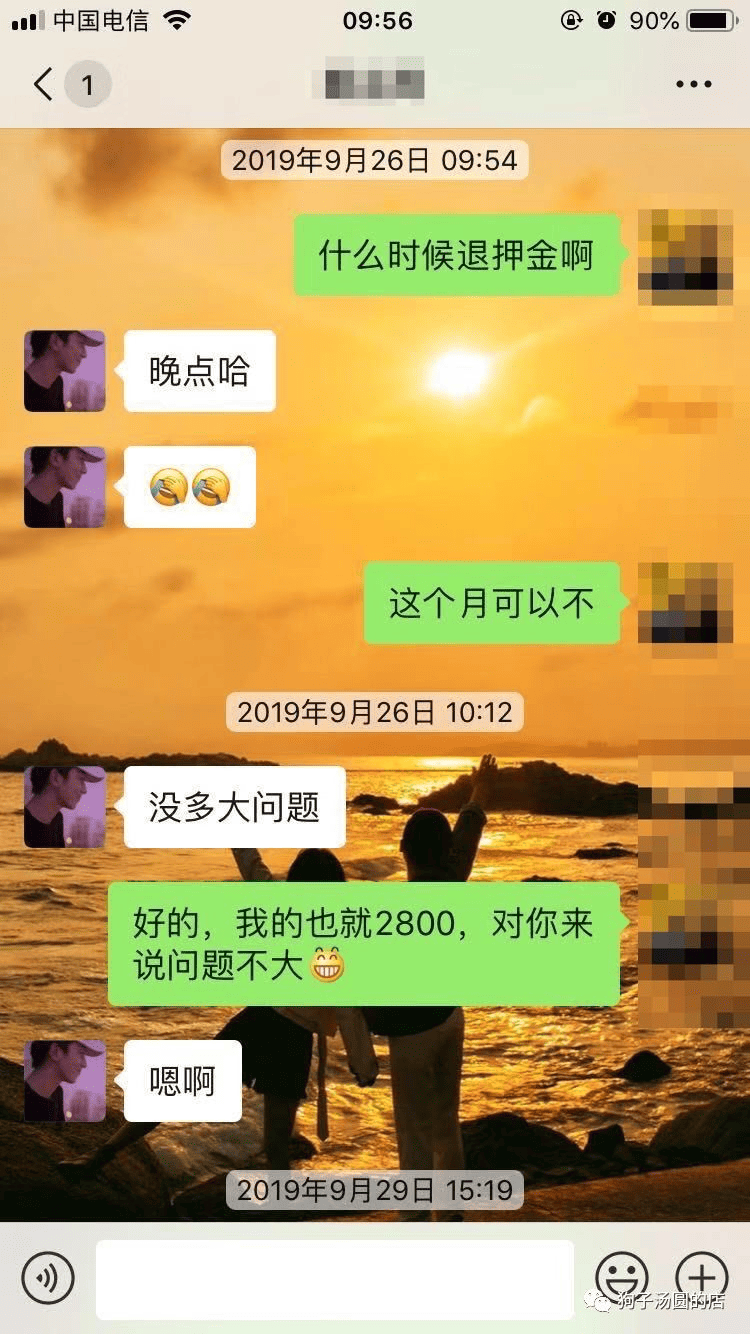 中国电信
09:56
90%
1
2019年9月26日 09:54
什么时候退押金啊
晚点哈
这个月可以不
2019年9月26日 10:12
没多大问题
好的，我的也就2800，对你来
说问题不大
嗯啊
2019年9月29日 15:19
狗子汤圆的店